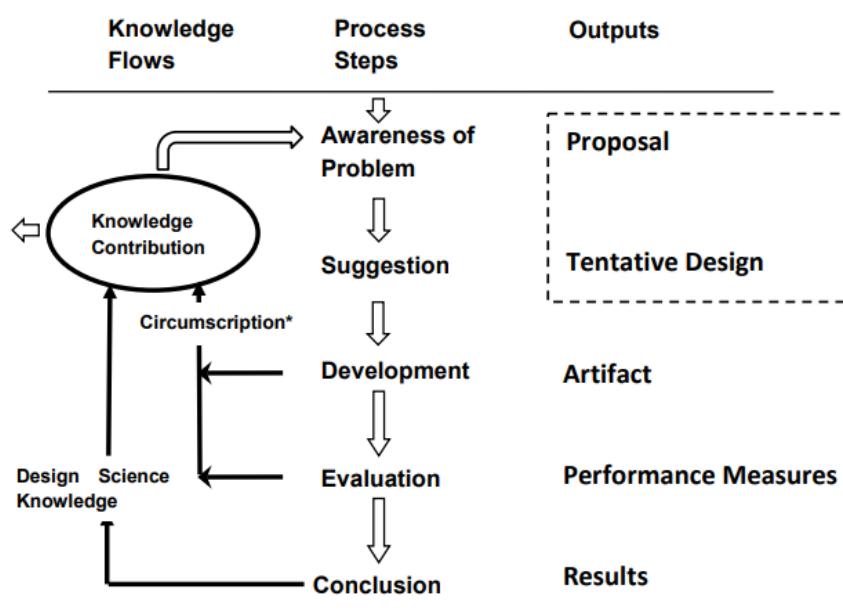 Knowledge Flows
Process Steps
Outputs
Awareness of Problem
Proposal
Knowledge Contribution
Suggestion
Tentative Design
Circumscription*
Development
Artifact
Design Science Knowledge
Evaluation
Performance Measures
Conclusion
Results